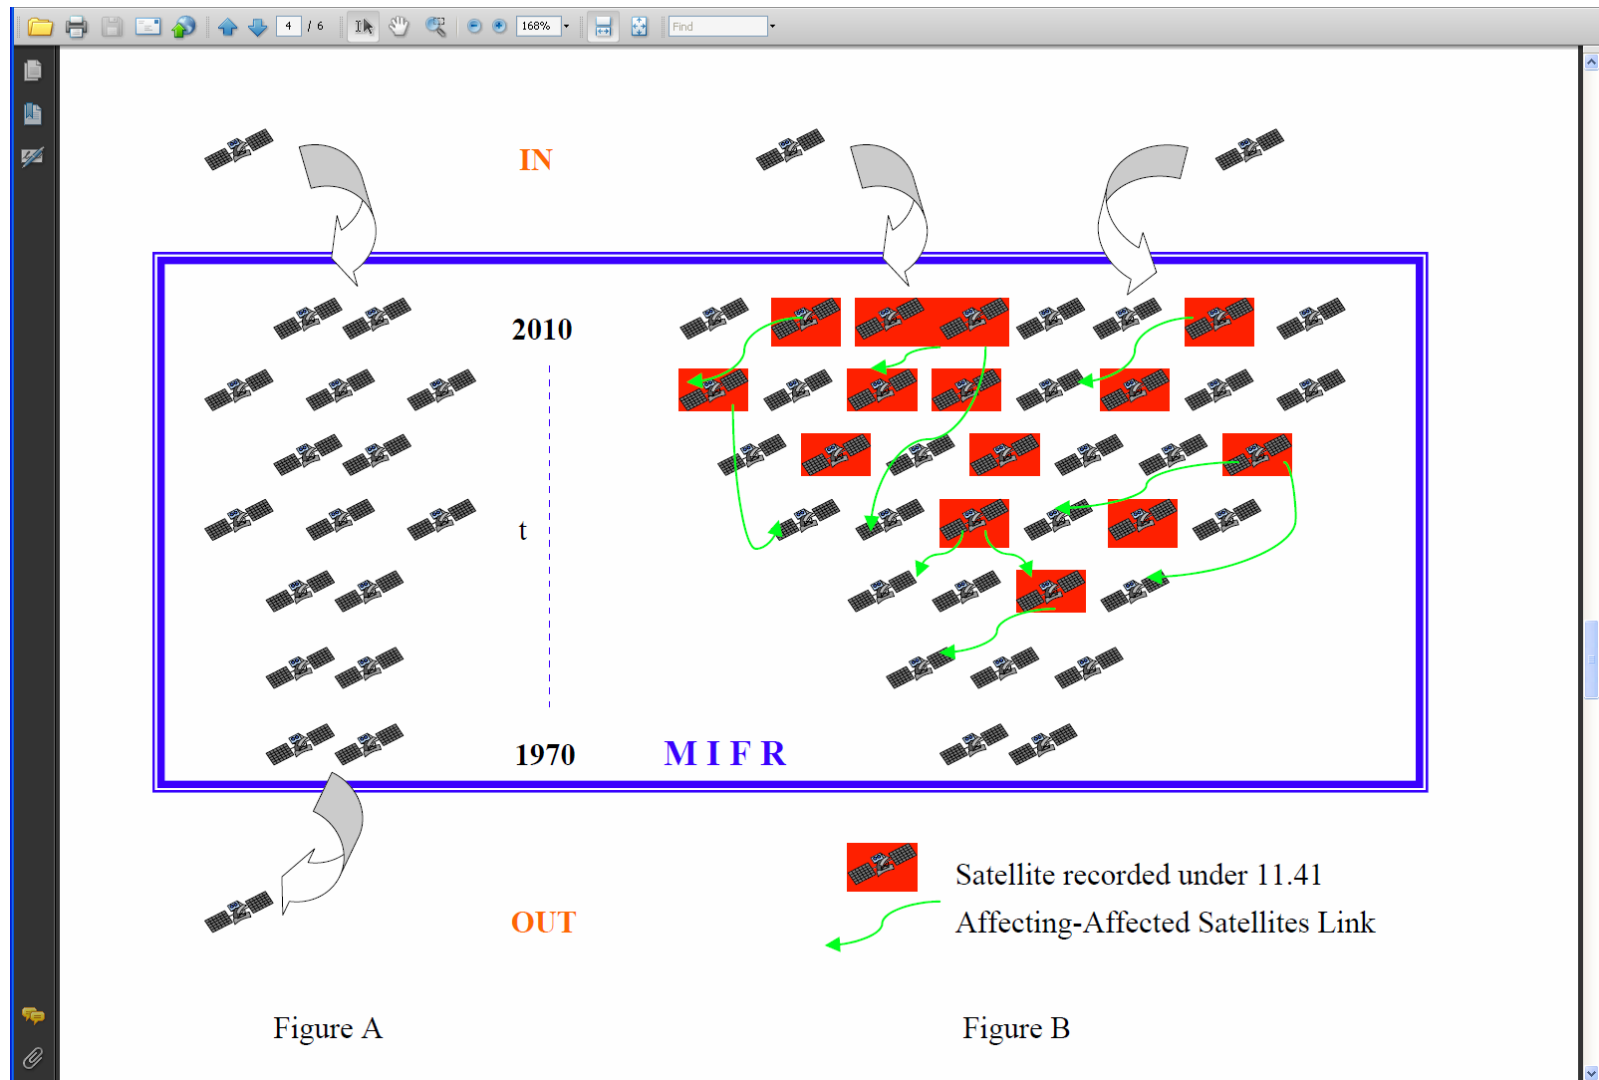 4 / 6 168% Find
IN
2010
t
1970
M I F R
Satellite recorded under 11.41
OUT
Affecting-Affected Satellites Link
Figure A
Figure B